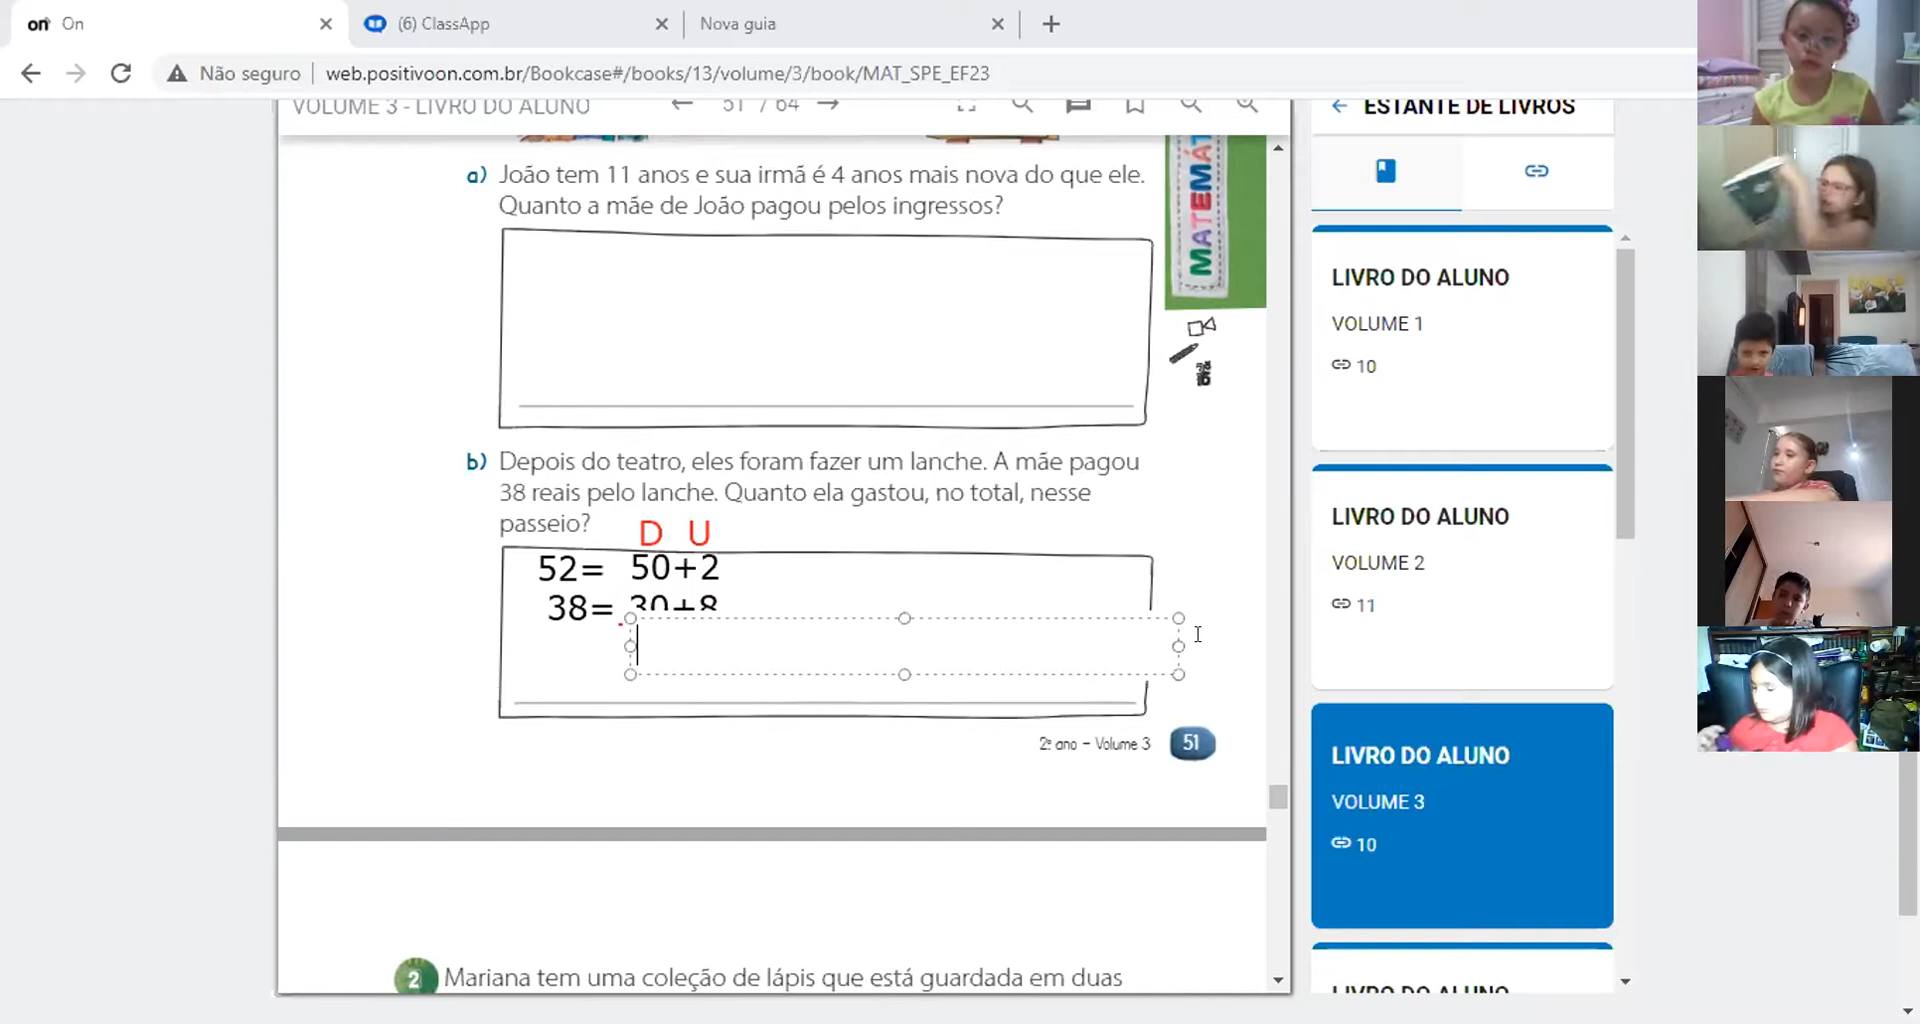 on On
(6) ClassApp
Nova guia
Não seguro
web.positivoon.com.br/Bookcase#/books/13/volume/3/book/MAT_SPE_EF23
VOLUME 3 - LIVRO DO ALUNO
51 / 64
ESTANTE DE LIVROS
a) João tem 11 anos e sua irmã é 4 anos mais nova do que ele.
Quanto a mãe de João pagou pelos ingressos?
MATEMÁT
b) Depois do teatro, eles foram fazer um lanche. A mãe pagou
38 reais pelo lanche. Quanto ela gastou, no total, nesse
passeio?
D U
52= 50+2
38= 30+8
2º ano – Volume 3 51
2 Mariana tem uma coleção de lápis que está guardada em duas
LIVRO DO ALUNO
VOLUME 1
10
LIVRO DO ALUNO
VOLUME 2
11
LIVRO DO ALUNO
VOLUME 3
10
LIVRO DO ALUNO